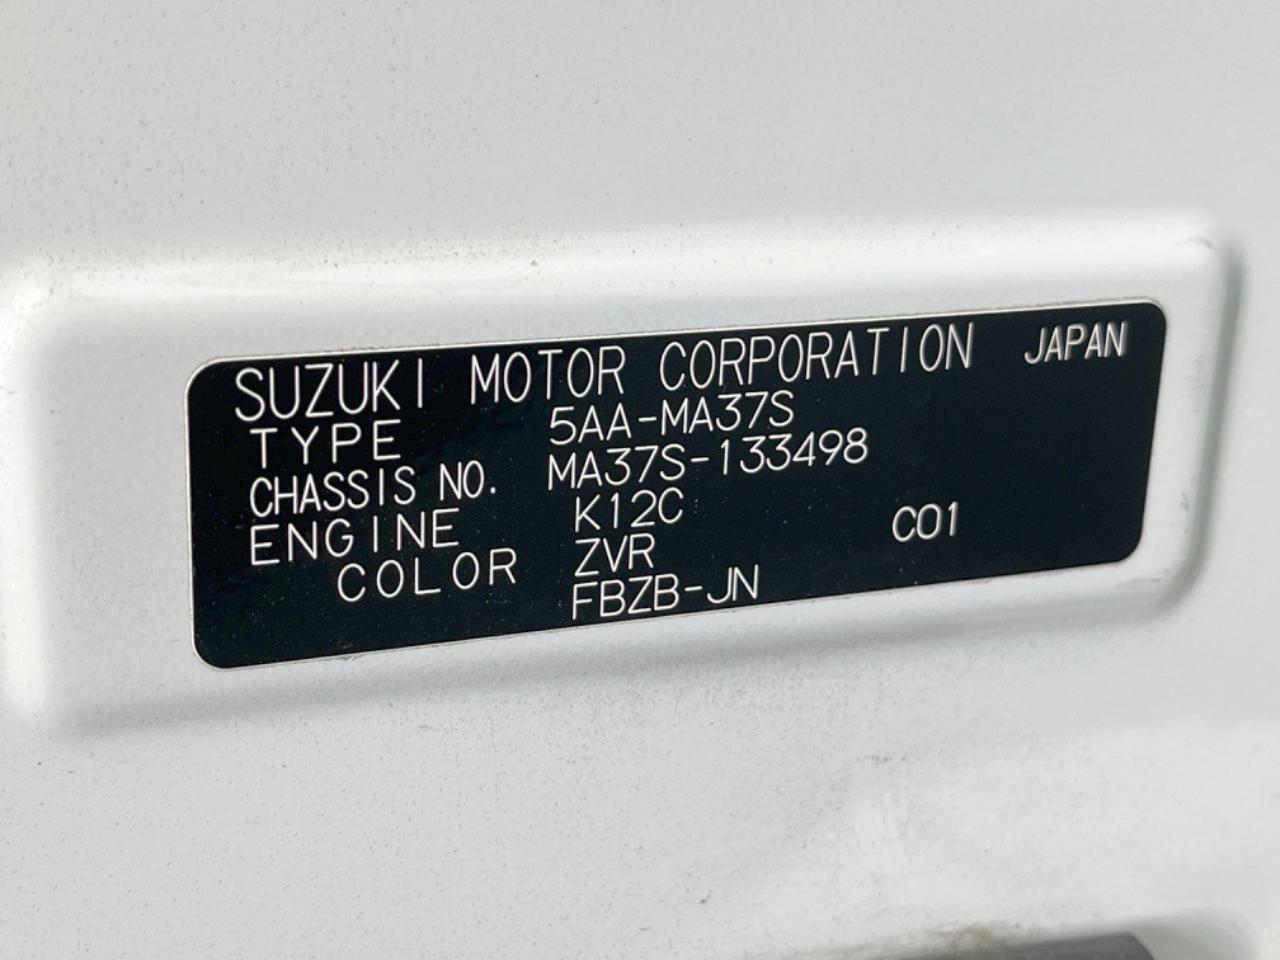 SUZUKI MOTOR CORPORATION JAPAN
TYPE 5AA-MA37S
CHASSIS NO. MA37S-133498
ENGINE K12C
COLOR ZVR C01
FBZB-JN